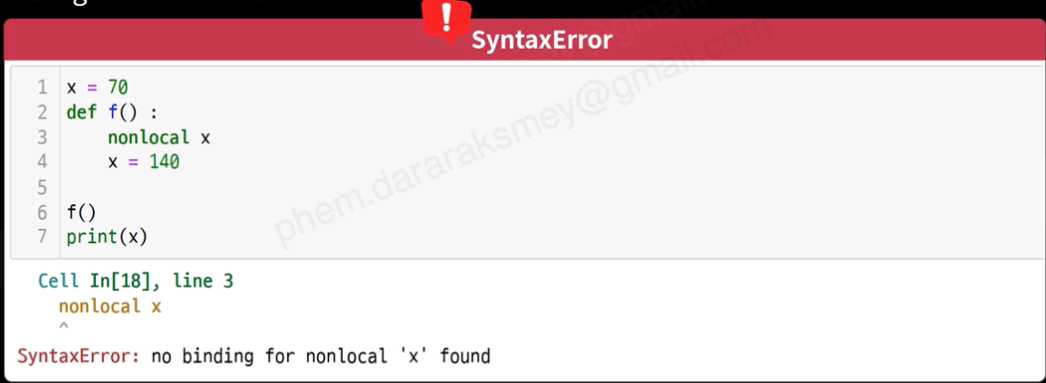 !
SyntaxError
1 x = 70
2 def f() :
3     nonlocal x
4     x = 140
5
6 f()
7 print(x)
Cell In[18], line 3
nonlocal x
^
SyntaxError: no binding for nonlocal 'x' found
phem.dararaksmey@gmail.com